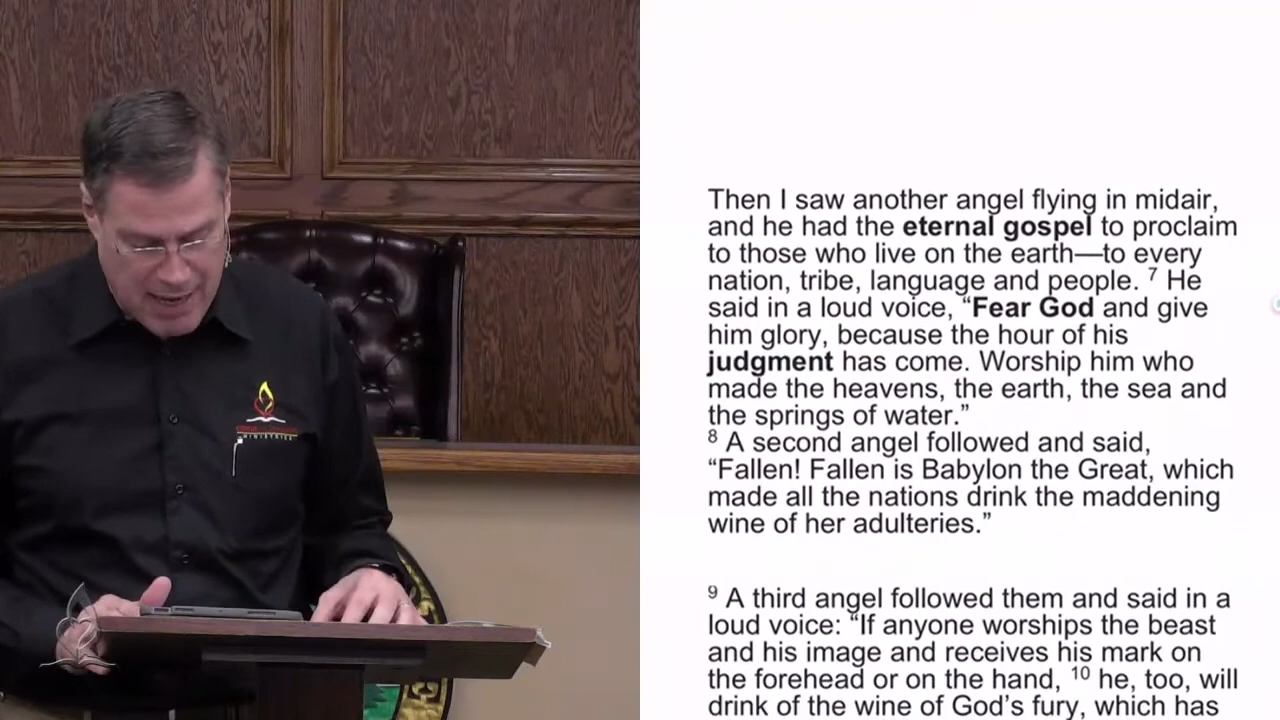 MINISTRIES
Then I saw another angel flying in midair,
and he had the eternal gospel to proclaim
to those who live on the earth—to every
nation, tribe, language and people. 7 He
said in a loud voice, “Fear God and give
him glory, because the hour of his
judgment has come. Worship him who
made the heavens, the earth, the sea and
the springs of water.”
8 A second angel followed and said,
“Fallen! Fallen is Babylon the Great, which
made all the nations drink the maddening
wine of her adulteries.”
9 A third angel followed them and said in a
loud voice: “If anyone worships the beast
and his image and receives his mark on
the forehead or on the hand, 10 he, too, will
drink of the wine of God’s fury, which has